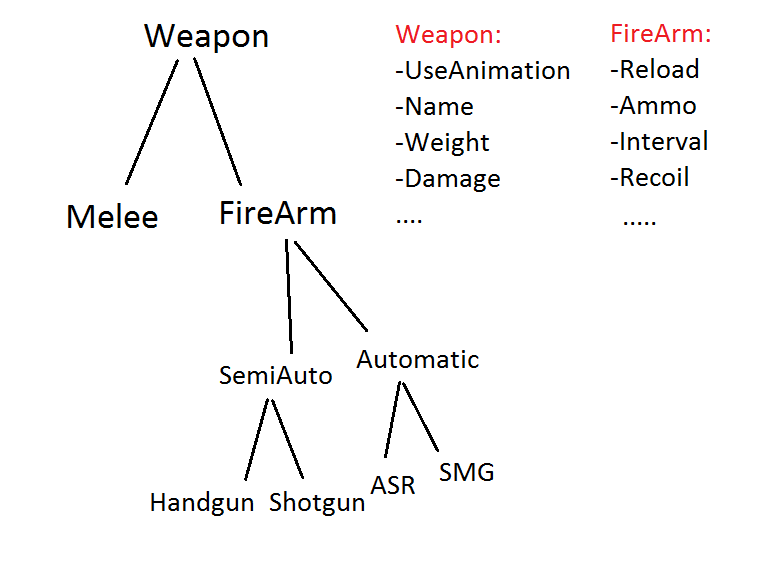 Weapon
Melee
FireArm
SemiAuto
Automatic
Handgun
Shotgun
ASR
SMG
Weapon:
-UseAnimation
-Name
-Weight
-Damage
....
FireArm:
-Reload
-Ammo
-Interval
-Recoil
.....